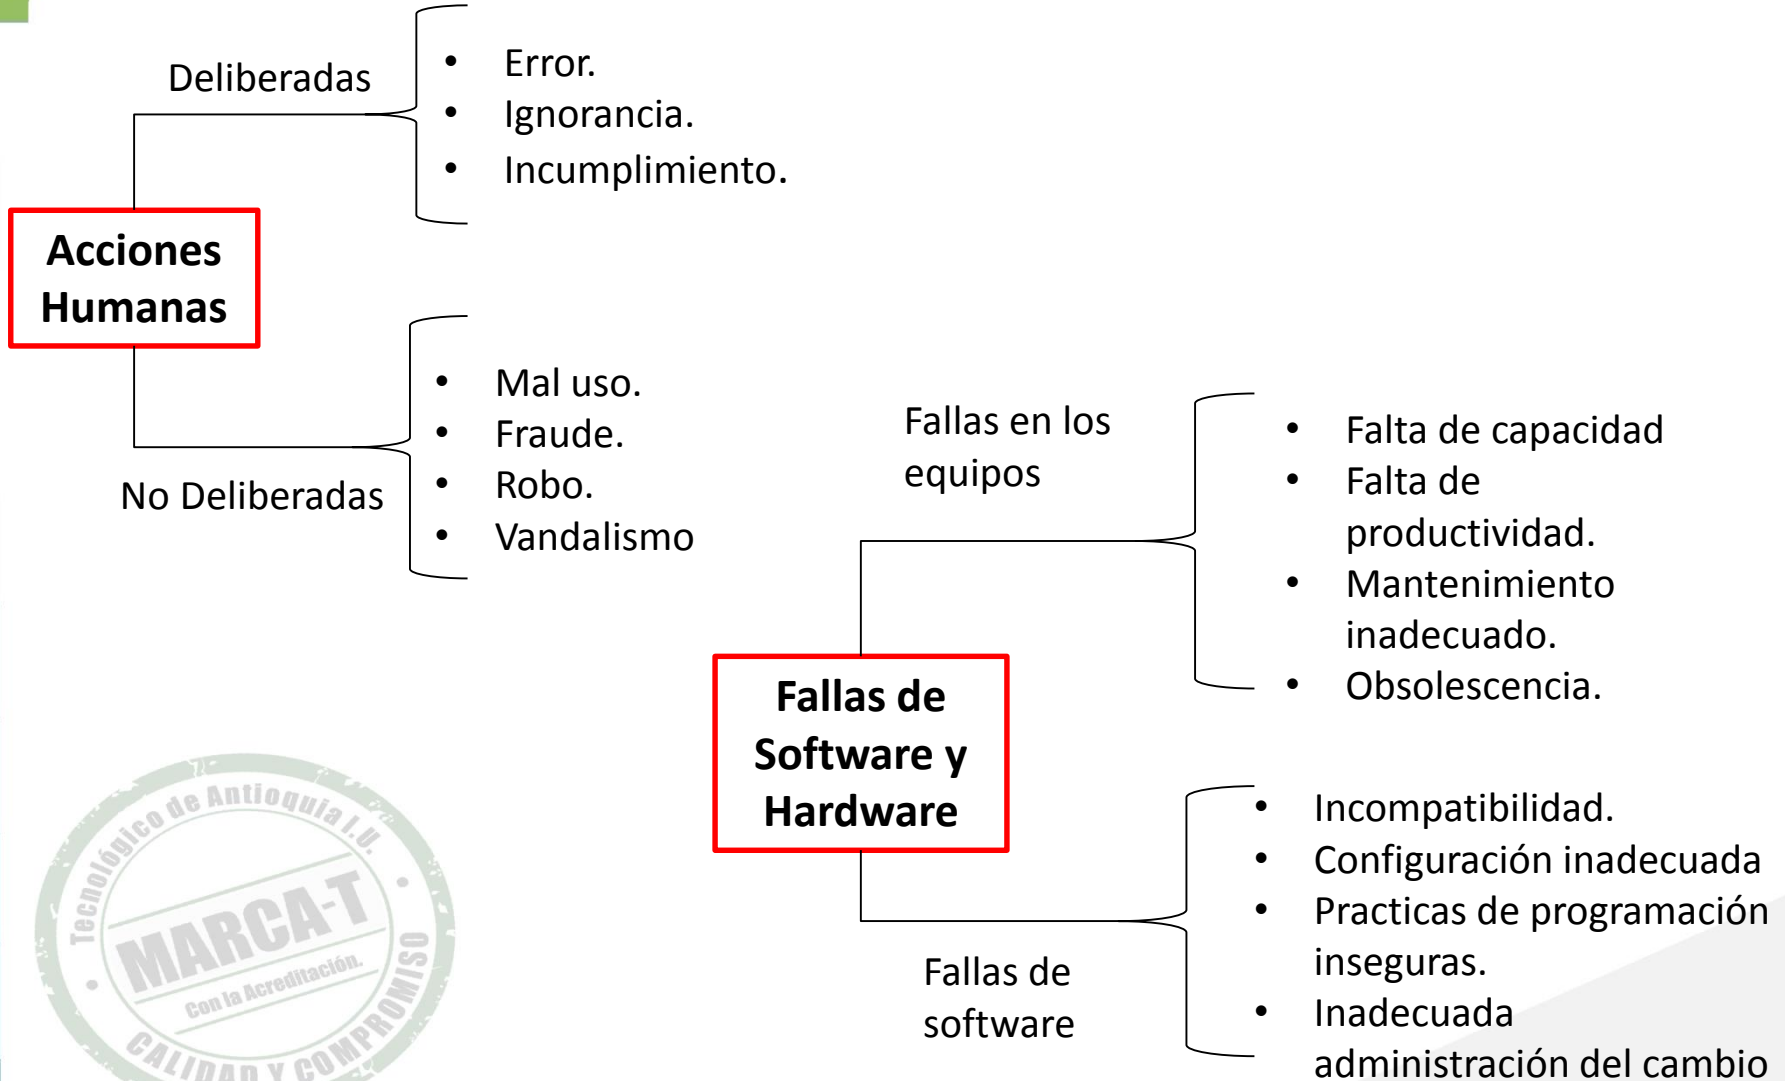 Deliberadas
• Error.
• Ignorancia.
• Incumplimiento.
Acciones
Humanas
• Mal uso.
• Fraude.
• Robo.
• Vandalismo
No Deliberadas
Fallas en los
equipos
• Falta de capacidad
• Falta de
productividad.
• Mantenimiento
inadecuado.
• Obsolescencia.
Fallas de
Software y
Hardware
• Incompatibilidad.
• Configuración inadecuada
• Practicas de programación
inseguras.
• Inadecuada
administración del cambio
Fallas de
software
Tecnológico de Antioquia I.U.
MARCA-T
Con la Acreditación.
CALIDAD Y COMPROMISO